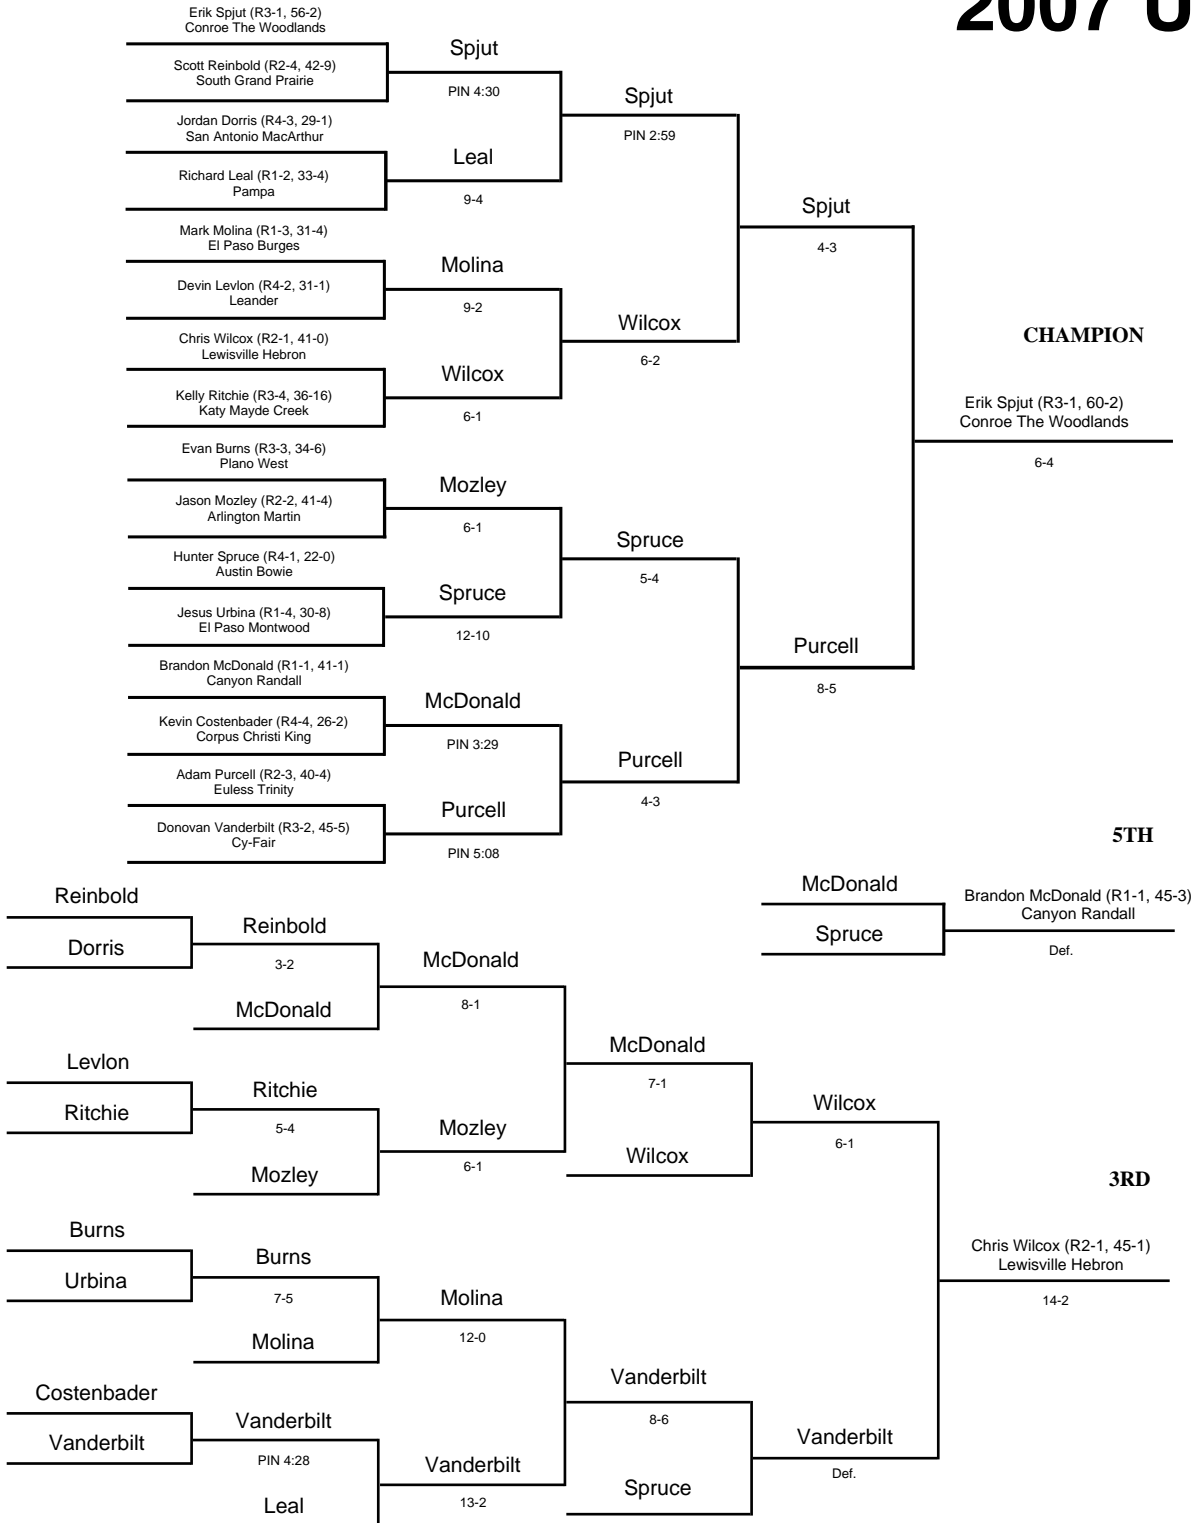 2007 U
Erik Spjut (R3-1, 56-2)
Conroe The Woodlands
Scott Reinbold (R2-4, 42-9)
South Grand Prairie
Jordan Dorris (R4-3, 29-1)
San Antonio MacArthur
Richard Leal (R1-2, 33-4)
Pampa
Mark Molina (R1-3, 31-4)
El Paso Burges
Devin Levlon (R4-2, 31-1)
Leander
Chris Wilcox (R2-1, 41-0)
Lewisville Hebron
Kelly Ritchie (R3-4, 36-16)
Katy Mayde Creek
Evan Burns (R3-3, 34-6)
Plano West
Jason Mozley (R2-2, 41-4)
Arlington Martin
Hunter Spruce (R4-1, 22-0)
Austin Bowie
Jesus Urbina (R1-4, 30-8)
El Paso Montwood
Brandon McDonald (R1-1, 41-1)
Canyon Randall
Kevin Costenbader (R4-4, 26-2)
Corpus Christi King
Adam Purcell (R2-3, 40-4)
Euless Trinity
Donovan Vanderbilt (R3-2, 45-5)
Cy-Fair
Spjut
PIN 4:30
Leal
9-4
Molina
9-2
Wilcox
6-1
Mozley
6-1
Spruce
12-10
McDonald
PIN 3:29
Purcell
PIN 5:08
Spjut
PIN 2:59
Wilcox
6-2
Spruce
5-4
Purcell
4-3
Spjut
4-3
Purcell
8-5
CHAMPION
Erik Spjut (R3-1, 60-2)
Conroe The Woodlands
6-4
5TH
McDonald
Spruce
Brandon McDonald (R1-1, 45-3)
Canyon Randall
Def.
Reinbold
Dorris
Levlon
Ritchie
Burns
Urbina
Costenbader
Vanderbilt
Reinbold
3-2
McDonald
Ritchie
5-4
Mozley
Burns
7-5
Molina
Vanderbilt
PIN 4:28
Leal
McDonald
8-1
Mozley
6-1
Molina
12-0
Vanderbilt
13-2
McDonald
7-1
Wilcox
Vanderbilt
8-6
Spruce
Wilcox
6-1
Vanderbilt
Def.
3RD
Chris Wilcox (R2-1, 45-1)
Lewisville Hebron
14-2